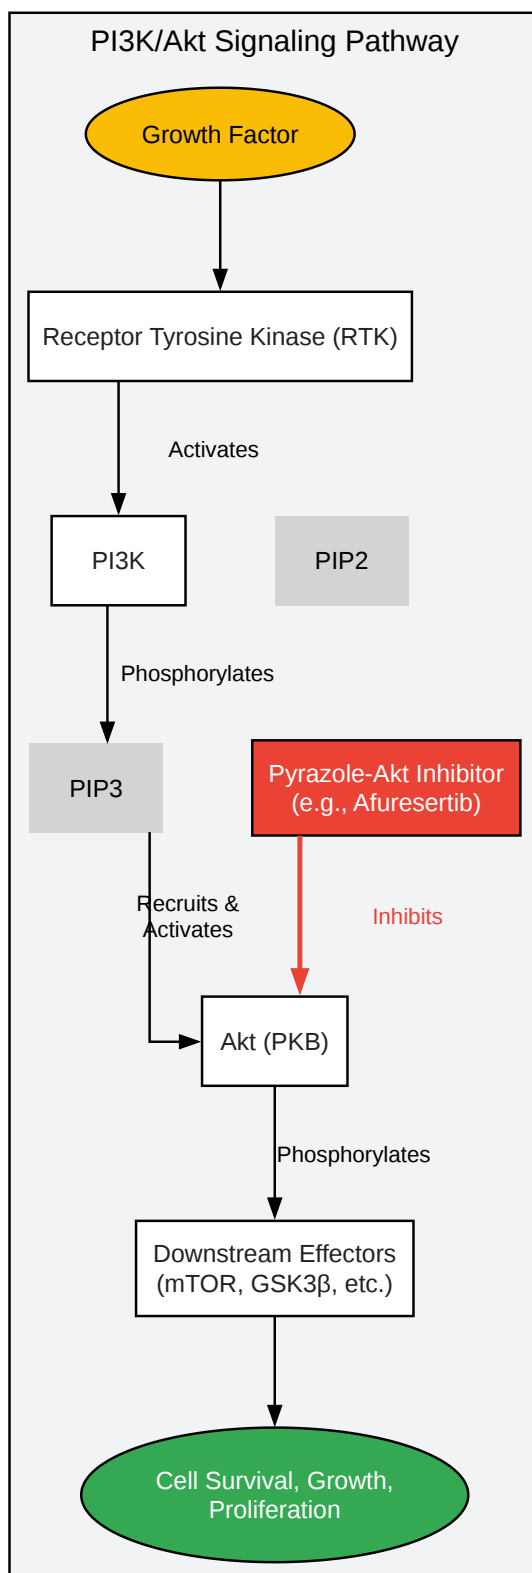 PI3K/Akt Signaling Pathway
Growth Factor
Receptor Tyrosine Kinase (RTK)
Activates
PI3K
PIP2
Phosphorylates
PIP3
Pyrazole-Akt Inhibitor
(e.g., Afuresertib)
Recruits &
Activates
Inhibits
Akt (PKB)
Phosphorylates
Downstream Effectors
(mTOR, GSK3β, etc.)
Cell Survival, Growth,
Proliferation